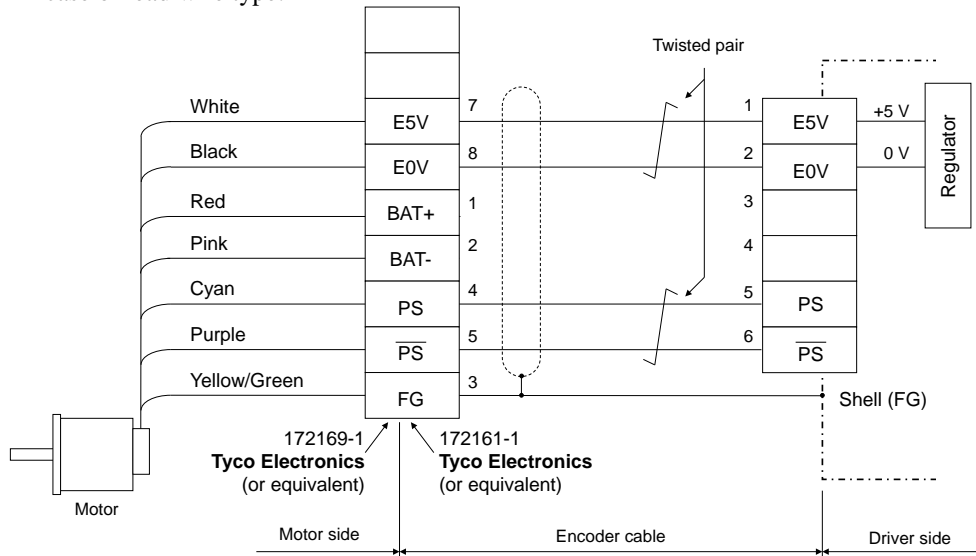 Twisted pair
White
7
E5V
1
E5V
+5 V
Regulator
Black
8
E0V
2
E0V
0 V
Red
1
BAT+
3
Pink
2
BAT-
4
Cyan
4
PS
5
PS
Purple
5
PS
6
PS
Yellow/Green
3
FG
Shell (FG)
172169-1
Tyco Electronics
(or equivalent)
172161-1
Tyco Electronics
(or equivalent)
Motor
Motor side
Encoder cable
Driver side